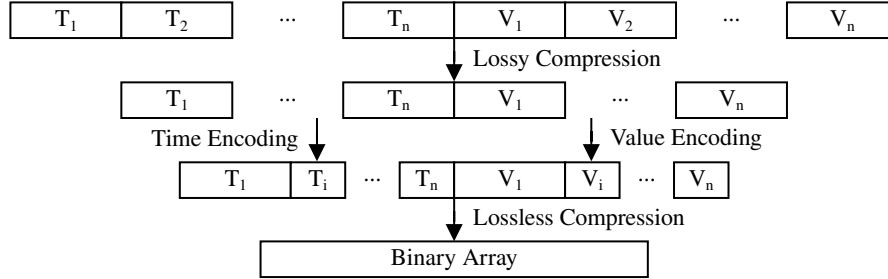 T₁ T₂ ... Tₙ V₁ V₂ ... Vₙ
Lossy Compression
T₁ ... Tₙ V₁ ... Vₙ
Time Encoding Value Encoding
T₁ Tᵢ ... Tₙ V₁ Vᵢ ... Vₙ
Lossless Compression
Binary Array